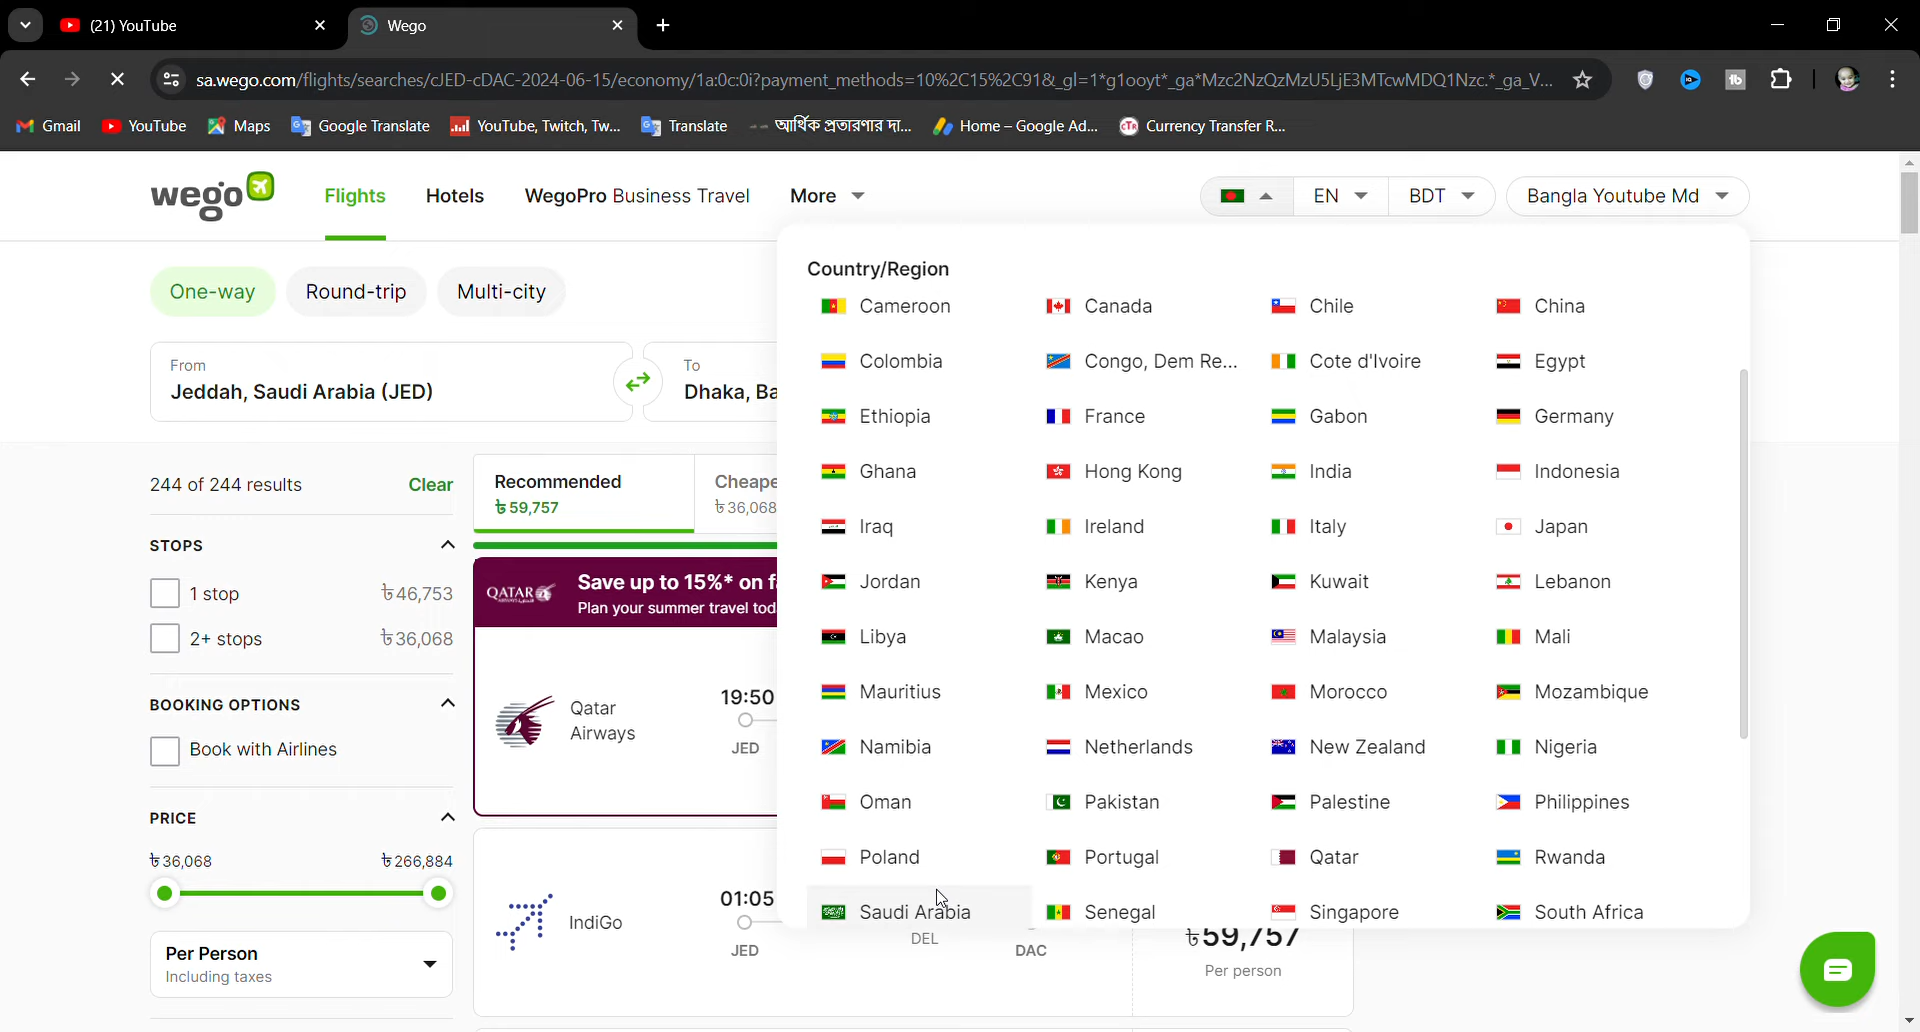 (21) YouTube
Wego
sa.wego.com/flights/searches/cJED-cDAC-2024-06-15/economy/1a:0c:0i?payment_methods=10%2C15%2C91&_gl=1*g1ooyt*_ga*Mzc2NzQzMzU5LjE3MTcwMDQ1Nzc.*_ga_V...
Gmail YouTube Maps Google Translate YouTube, Twitch, Tw... Translate আর্থিক প্রতারণার দা... Home – Google Ad... Currency Transfer R...
wego Flights Hotels WegoPro Business Travel More EN BDT Bangla Youtube Md
One-way Round-trip Multi-city
From
Jeddah, Saudi Arabia (JED)
To
Dhaka, Ba
Country/Region
Cameroon Canada Chile China
Colombia Congo, Dem Re... Cote d'Ivoire Egypt
Ethiopia France Gabon Germany
Ghana Hong Kong India Indonesia
Iraq Ireland Italy Japan
Jordan Kenya Kuwait Lebanon
Libya Macao Malaysia Mali
Mauritius Mexico Morocco Mozambique
Namibia Netherlands New Zealand Nigeria
Oman Pakistan Palestine Philippines
Poland Portugal Qatar Rwanda
Saudi Arabia Senegal Singapore South Africa
244 of 244 results Clear
STOPS
1 stop ৳46,753
2+ stops ৳36,068
BOOKING OPTIONS
Book with Airlines
PRICE
৳36,068 ৳266,884
Per Person
Including taxes
Recommended
৳59,757
Cheape
৳36,068
QATAR
Save up to 15%* on fa
Plan your summer travel tod
Qatar
Airways
19:50
JED
IndiGo
01:05
JED
DEL
DAC
৳59,757
Per person